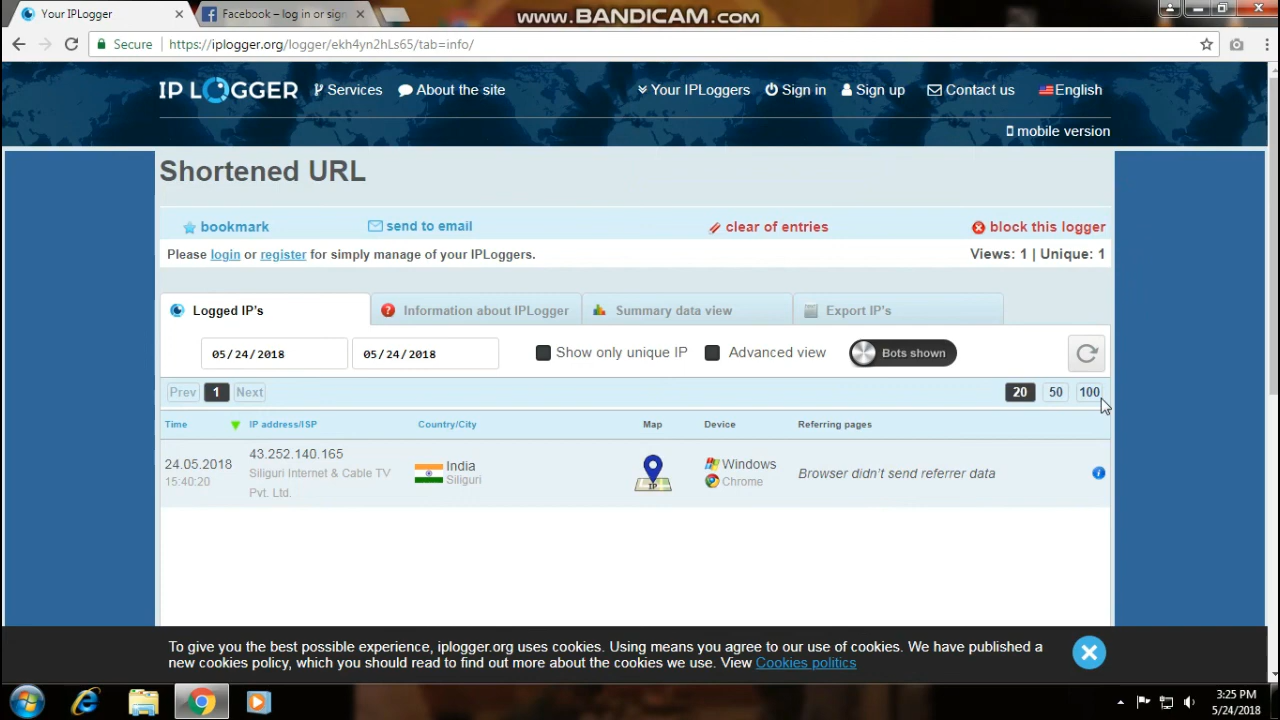 www.BANDICAM.com
Your IPLogger
Facebook – log in or sign
Secure
https://iplogger.org/logger/ekh4yn2hLs65/tab=info/
IP LOGGER
Services
About the site
Your IPLoggers
Sign in
Sign up
Contact us
English
mobile version
Shortened URL
bookmark
send to email
clear of entries
block this logger
Please login or register for simply manage of your IPLoggers.
Views: 1 | Unique: 1
Logged IP's
Information about IPLogger
Summary data view
Export IP's
05/24/2018
05/24/2018
Show only unique IP
Advanced view
Bots shown
Prev 1 Next
20 50 100
Time
IP address/ISP
Country/City
Map
Device
Referring pages
24.05.2018
15:40:20
43.252.140.165
Siliguri Internet & Cable TV
Pvt. Ltd.
India
Siliguri
IP
Windows
Chrome
Browser didn't send referrer data
To give you the best possible experience, iplogger.org uses cookies. Using means you agree to our use of cookies. We have published a
new cookies policy, which you should read to find out more about the cookies we use. View Cookies politics
3:25 PM
5/24/2018